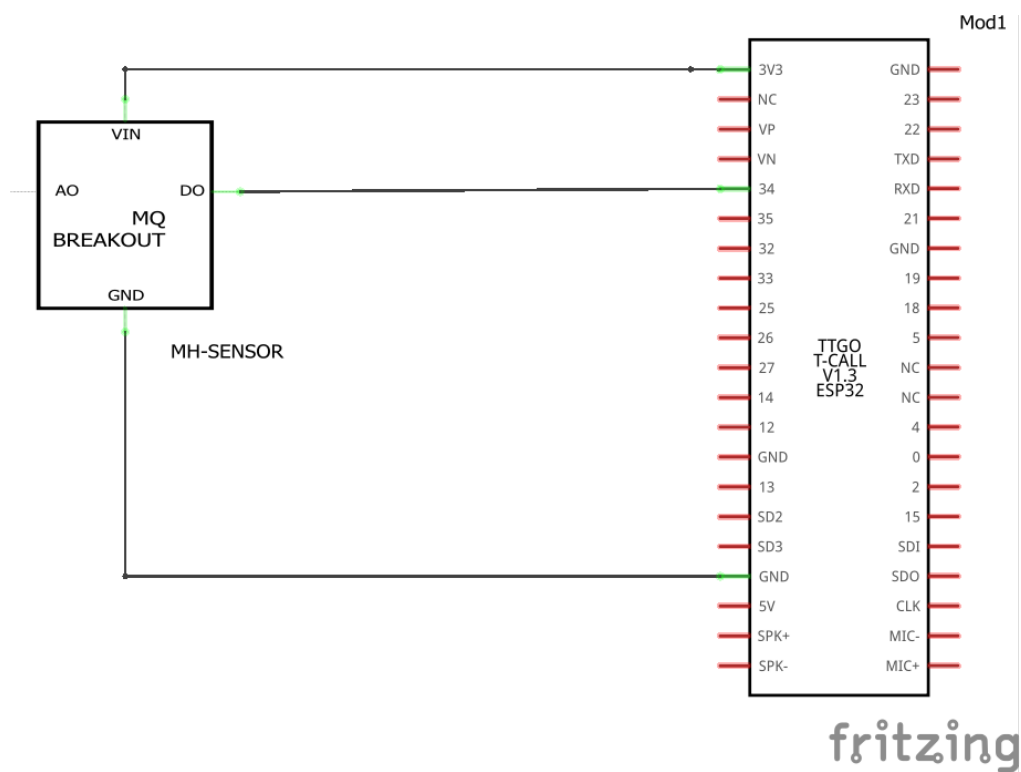 Mod1
3V3 GND
NC 23
VP 22
VN TXD
34 RXD
35 21
32 GND
33 19
25 18
26 5
27 NC
14 NC
12 4
GND 0
13 2
SD2 15
SD3 SDI
GND SDO
5V CLK
SPK+ MIC-
SPK- MIC+
TTGO
T-CALL
V1.3
ESP32
VIN
AO DO
MQ
BREAKOUT
GND
MH-SENSOR
fritzing